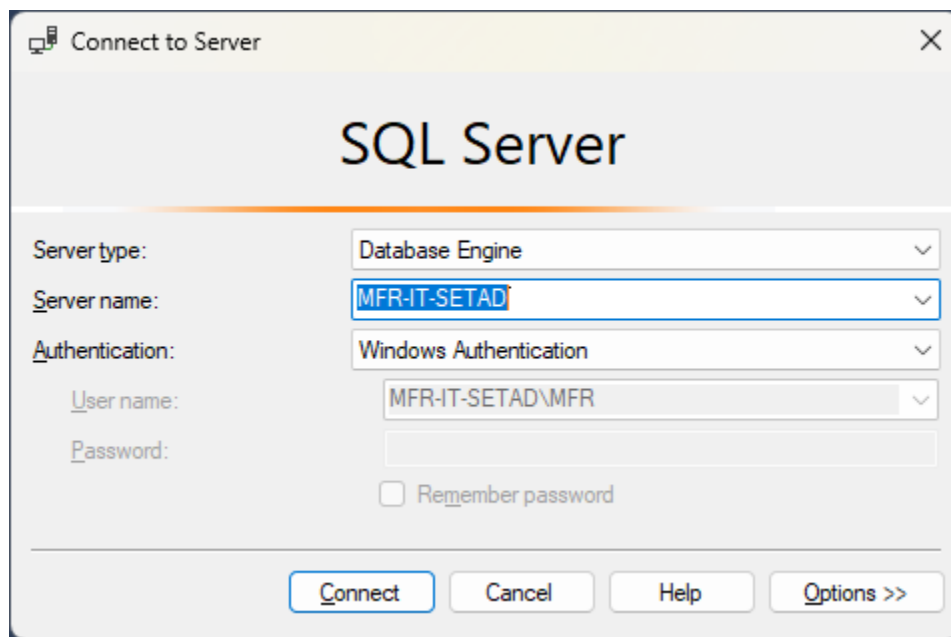 Connect to Server
SQL Server
Server type: Database Engine
Server name: MFR-IT-SETAD
Authentication: Windows Authentication
User name: MFR-IT-SETAD\MFR
Password:
Remember password
Connect Cancel Help Options >>